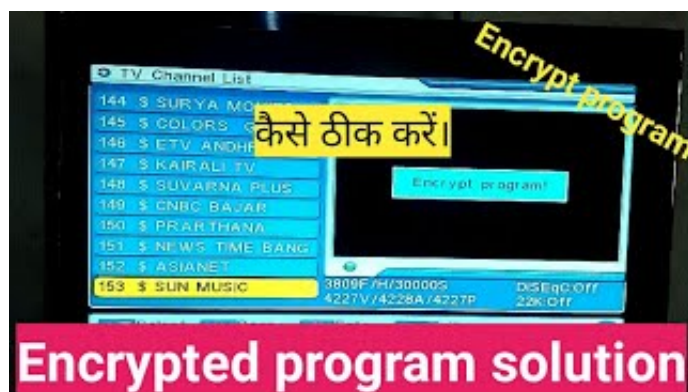 Encrypt program
TV Channel List
144 $ SURYA
145 $ COLORS
146 $ ETV
147 $ KAIRALI TV
148 $ SUVARNA PLUS
149 $ CNBC BAJAR
150 $ PRARTHANA
151 $ NEWS TIME BANG
152 $ ASIANET
153 $ SUN MUSIC
कैसे ठीक करें।
Encrypt program!
3809F/H/30000S
4227V/4228A/4227P
DiSEqC:Off
22K:Off
Encrypted program solution